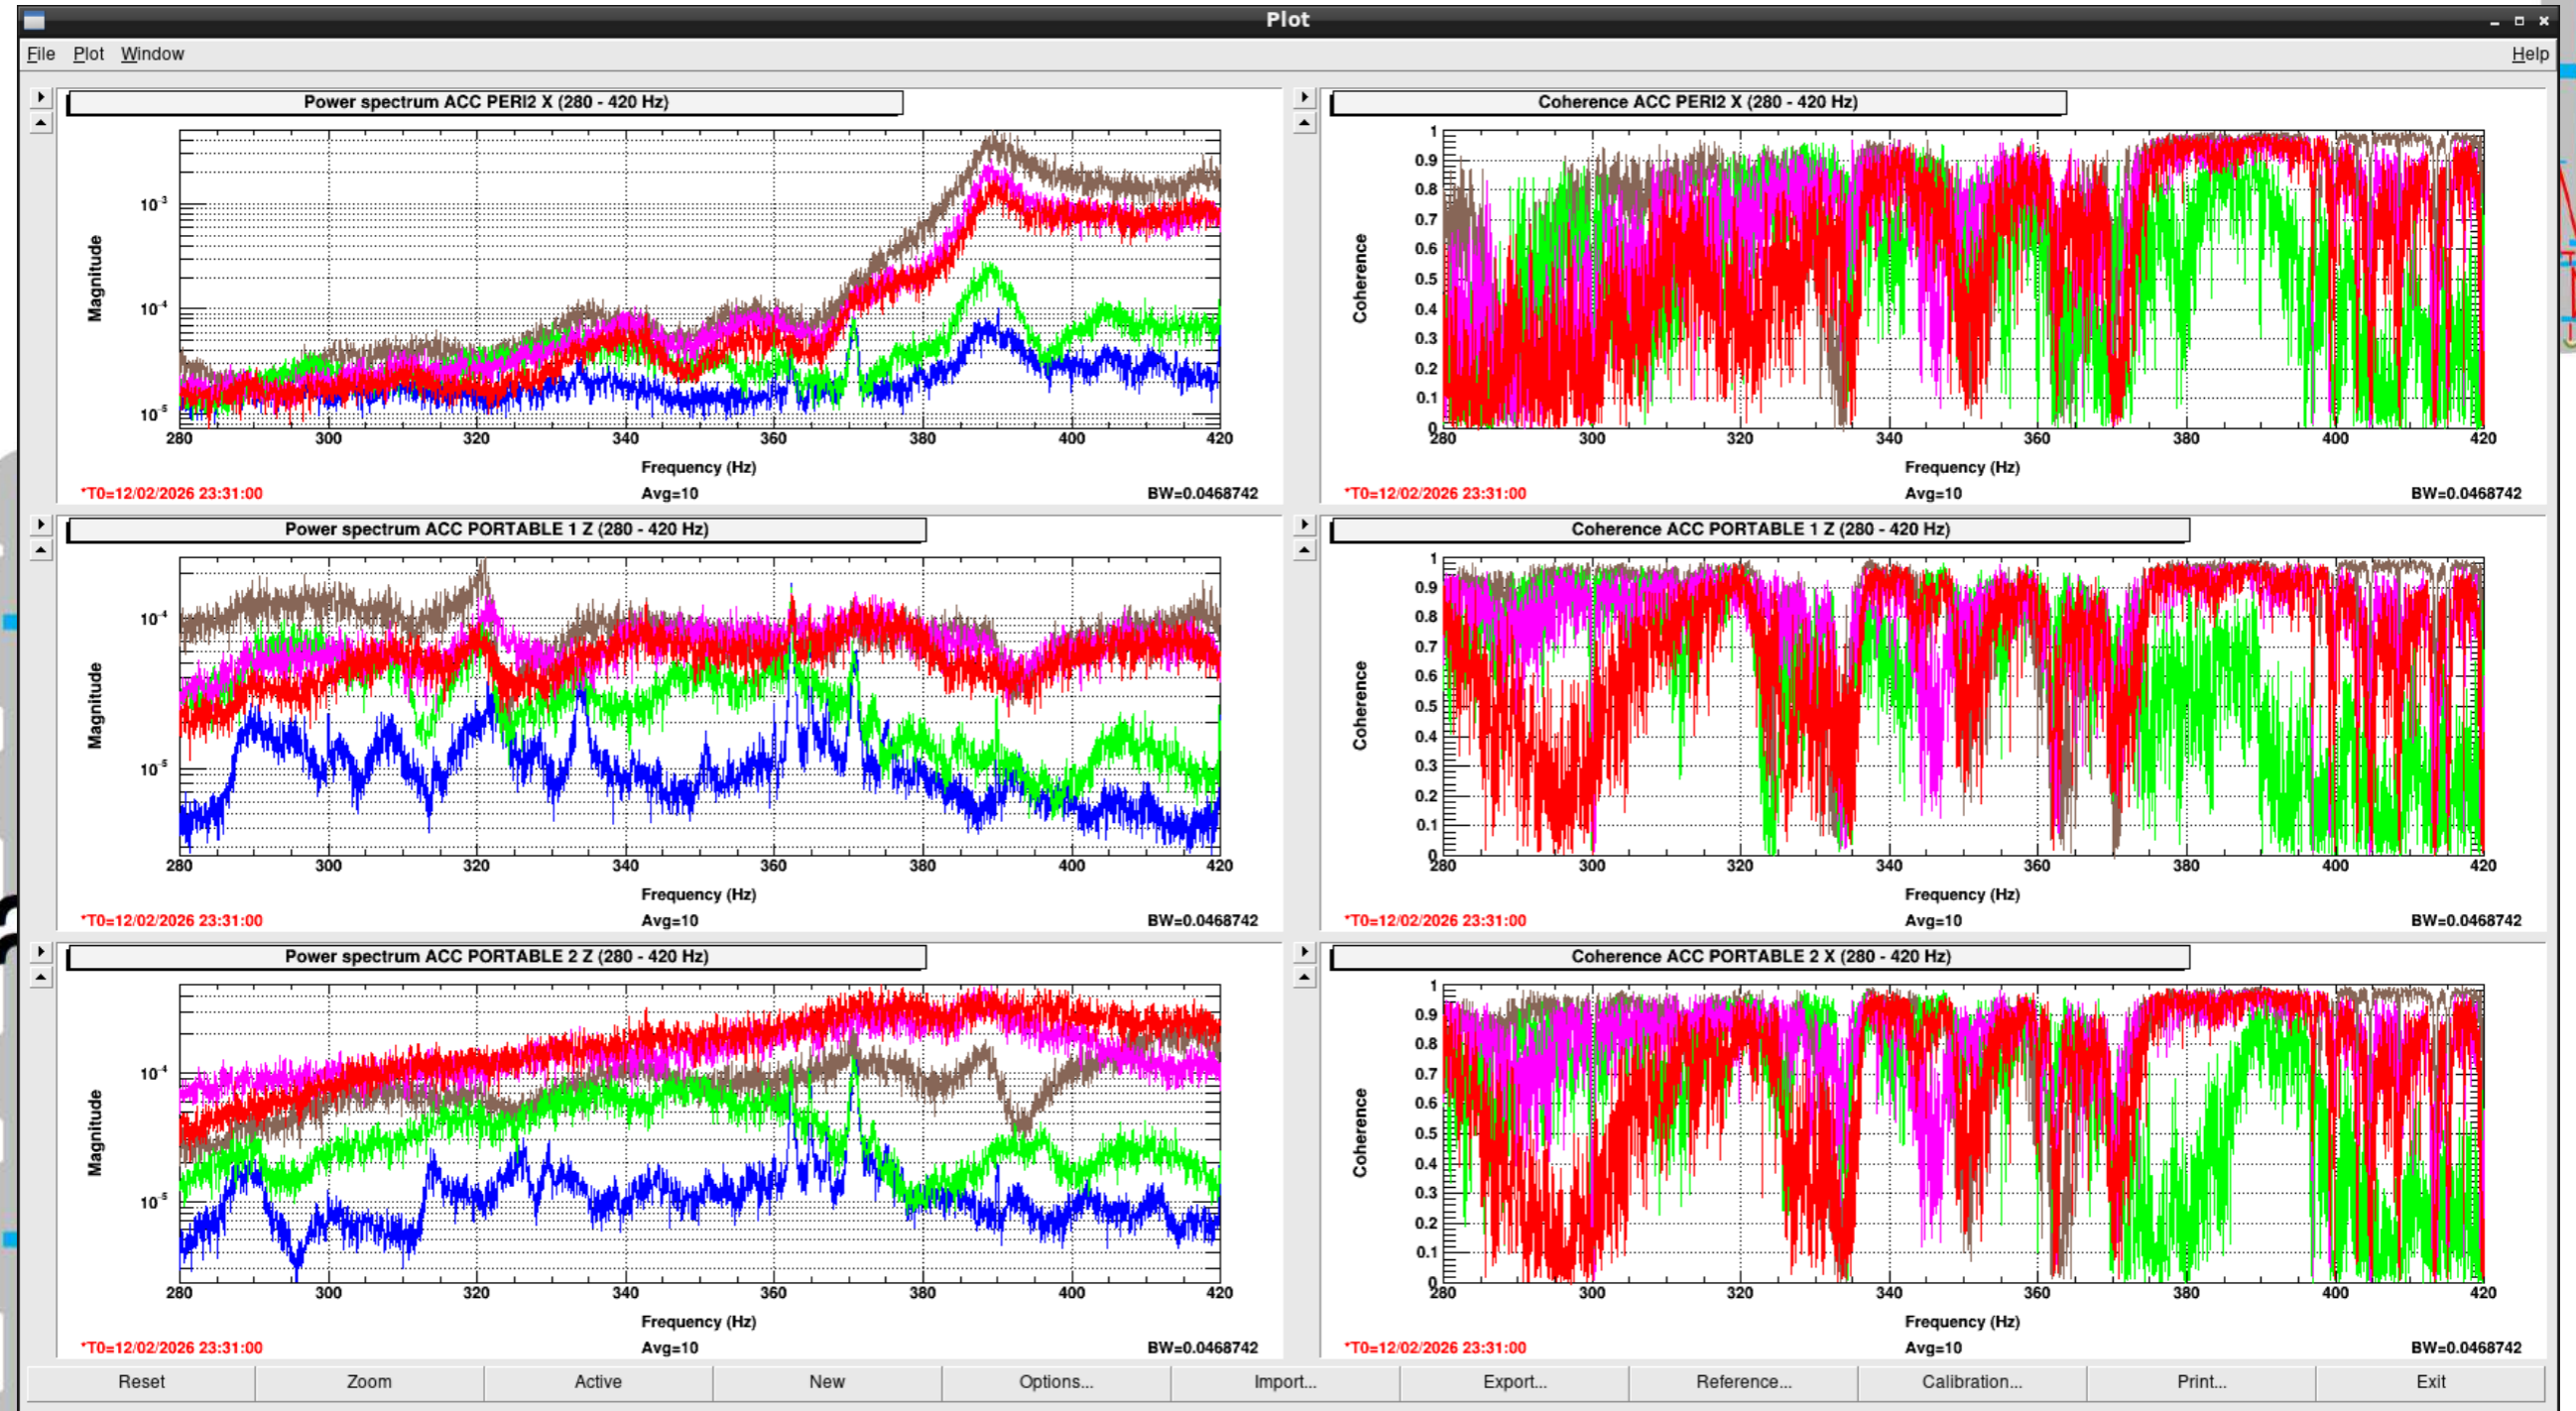 Plot
File Plot Window Help
Power spectrum ACC PERI2 X (280 - 420 Hz)
Magnitude
10-3
10-4
10-5
280 300 320 340 360 380 400 420
Frequency (Hz)
*T0=12/02/2026 23:31:00 Avg=10 BW=0.0468742
Coherence ACC PERI2 X (280 - 420 Hz)
Coherence
1
0.9
0.8
0.7
0.6
0.5
0.4
0.3
0.2
0.1
0
280 300 320 340 360 380 400 420
Frequency (Hz)
*T0=12/02/2026 23:31:00 Avg=10 BW=0.0468742
Power spectrum ACC PORTABLE 1 Z (280 - 420 Hz)
Magnitude
10-4
10-5
280 300 320 340 360 380 400 420
Frequency (Hz)
*T0=12/02/2026 23:31:00 Avg=10 BW=0.0468742
Coherence ACC PORTABLE 1 Z (280 - 420 Hz)
Coherence
1
0.9
0.8
0.7
0.6
0.5
0.4
0.3
0.2
0.1
0
280 300 320 340 360 380 400 420
Frequency (Hz)
*T0=12/02/2026 23:31:00 Avg=10 BW=0.0468742
Power spectrum ACC PORTABLE 2 Z (280 - 420 Hz)
Magnitude
10-4
10-5
280 300 320 340 360 380 400 420
Frequency (Hz)
*T0=12/02/2026 23:31:00 Avg=10 BW=0.0468742
Coherence ACC PORTABLE 2 X (280 - 420 Hz)
Coherence
1
0.9
0.8
0.7
0.6
0.5
0.4
0.3
0.2
0.1
0
280 300 320 340 360 380 400 420
Frequency (Hz)
*T0=12/02/2026 23:31:00 Avg=10 BW=0.0468742
Reset Zoom Active New Options... Import... Export... Reference... Calibration... Print... Exit